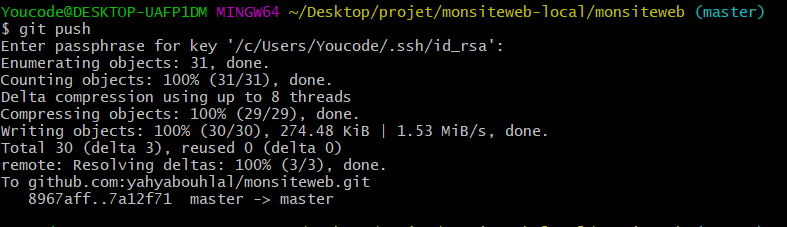 Youcode@DESKTOP-UAFP1DM MINGW64 ~/Desktop/projet/monsiteweb-local/monsiteweb (master)
$ git push
Enter passphrase for key '/c/Users/Youcode/.ssh/id_rsa':
Enumerating objects: 31, done.
Counting objects: 100% (31/31), done.
Delta compression using up to 8 threads
Compressing objects: 100% (29/29), done.
Writing objects: 100% (30/30), 274.48 KiB | 1.53 MiB/s, done.
Total 30 (delta 3), reused 0 (delta 0)
remote: Resolving deltas: 100% (3/3), done.
To github.com:yahyabouhlal/monsiteweb.git
   8967aff..7a12f71  master -> master